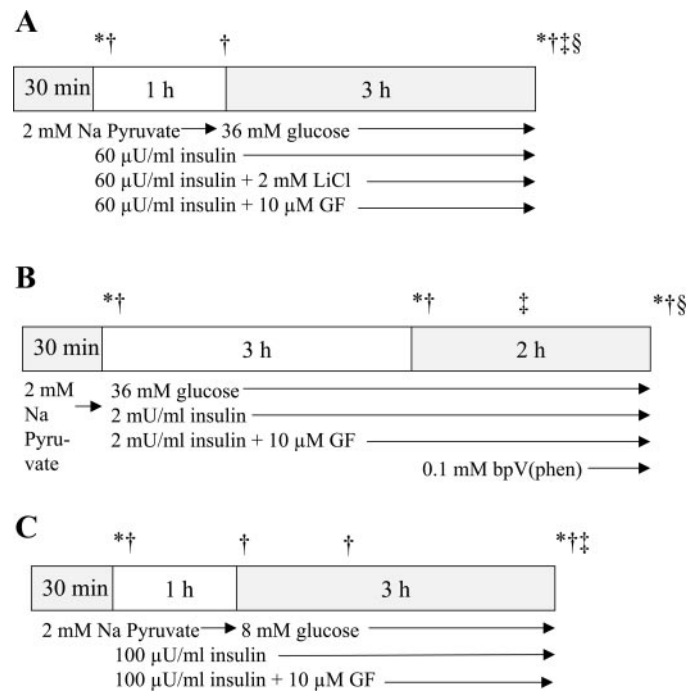 A
*† † *†‡§
30 min 1 h 3 h
2 mM Na Pyruvate 36 mM glucose
60 µU/ml insulin
60 µU/ml insulin + 2 mM LiCl
60 µU/ml insulin + 10 µM GF
B
*† *† ‡ *†§
30 min 3 h 2 h
2 mM
Na
Pyru-
vate
36 mM glucose
2 mU/ml insulin
2 mU/ml insulin + 10 µM GF
0.1 mM bpV(phen)
C
*† † † *†‡
30 min 1 h 3 h
2 mM Na Pyruvate 8 mM glucose
100 µU/ml insulin
100 µU/ml insulin + 10 µM GF